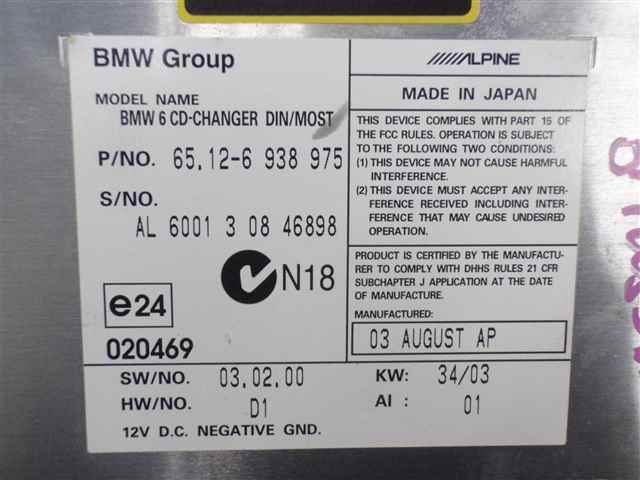 BMW Group
MODEL NAME
BMW 6 CD-CHANGER DIN/MOST
P/NO. 65.12-6 938 975
S/NO.
AL 6001 3 08 46898
N18
e24
020469
ALPINE
MADE IN JAPAN
THIS DEVICE COMPLIES WITH PART 15 OF
THE FCC RULES. OPERATION IS SUBJECT
TO THE FOLLOWING TWO CONDITIONS:
(1) THIS DEVICE MAY NOT CAUSE HARMFUL
INTERFERENCE.
(2) THIS DEVICE MUST ACCEPT ANY INTER-
FERENCE RECEIVED INCLUDING INTER-
FERENCE THAT MAY CAUSE UNDESIRED
OPERATION.
PRODUCT IS CERTIFIED BY THE MANUFACTU-
RER TO COMPLY WITH DHHS RULES 21 CFR
SUBCHAPTER J APPLICATION AT THE DATE
OF MANUFACTURE.
MANUFACTURED:
03 AUGUST AP
SW/NO. 03.02.00
HW/NO. D1
12V D.C. NEGATIVE GND.
KW: 34/03
AI : 01